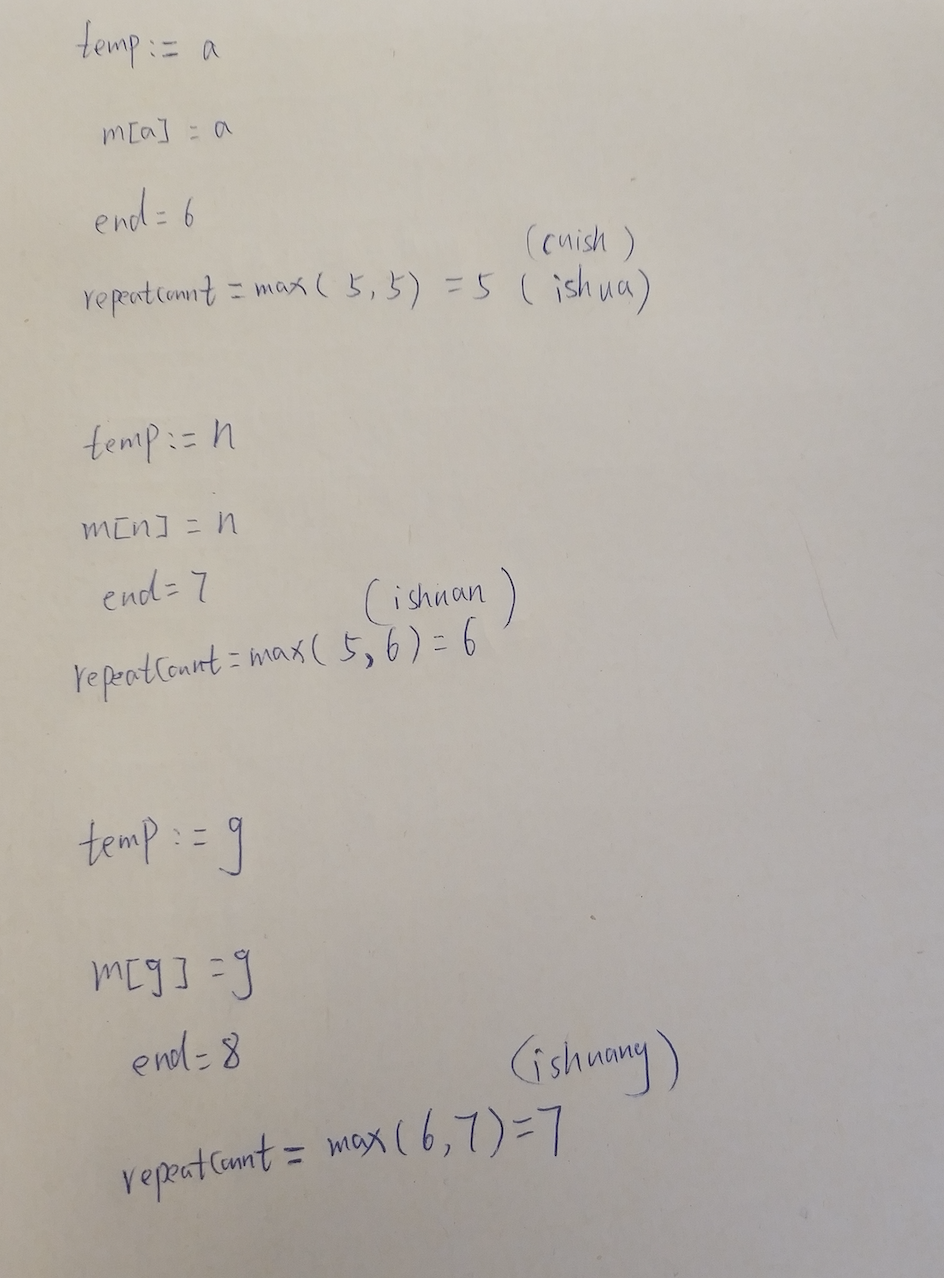 temp:= a
m[a] = a
end= 6
(cuish)
repeatcount = max( 5,5) = 5 ( ishua)
temp:= n
m[n] = n
end= 7
(ishuan)
repeatCount = max( 5,6) = 6
temp := g
m[g] = g
end= 8
(ishuang)
repeatCount = max( 6,7)=7